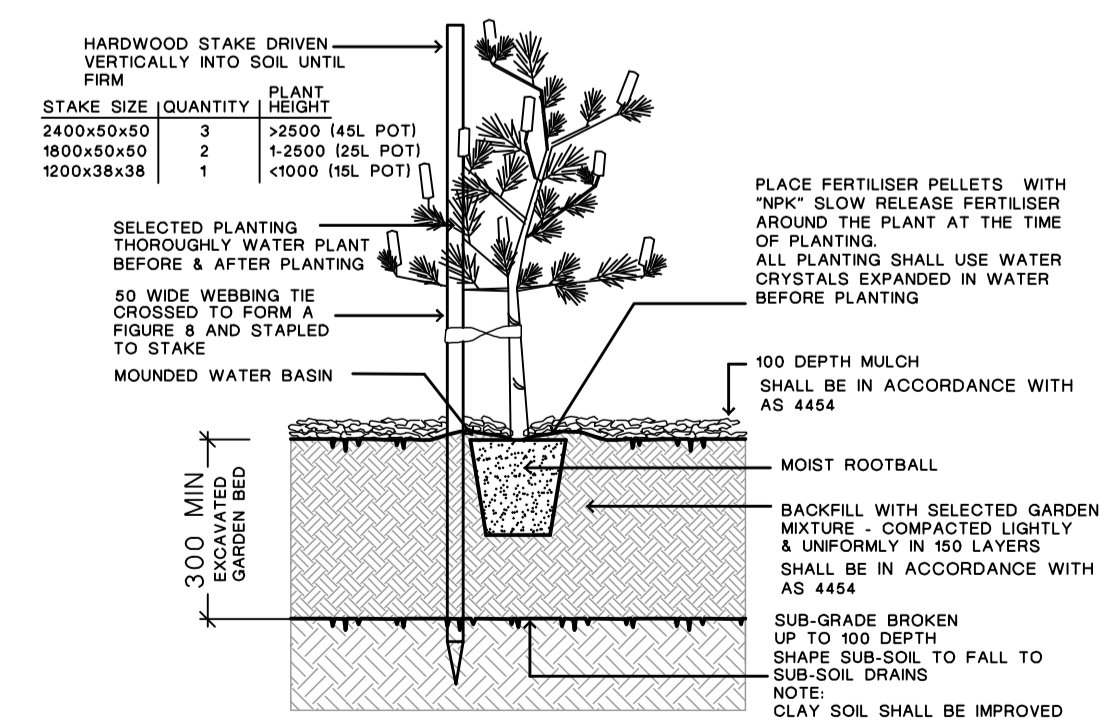 HARDWOOD STAKE DRIVEN
VERTICALLY INTO SOIL UNTIL
FIRM
STAKE SIZE QUANTITY PLANT HEIGHT
2400x50x50 3 >2500 (45L POT)
1800x50x50 2 1-2500 (25L POT)
1200x38x38 1 <1000 (15L POT)
SELECTED PLANTING
THOROUGHLY WATER PLANT
BEFORE & AFTER PLANTING
50 WIDE WEBBING TIE
CROSSED TO FORM A
FIGURE 8 AND STAPLED
TO STAKE
MOUNDED WATER BASIN
300 MIN
EXCAVATED
GARDEN BED
PLACE FERTILISER PELLETS WITH
"NPK" SLOW RELEASE FERTILISER
AROUND THE PLANT AT THE TIME
OF PLANTING.
ALL PLANTING SHALL USE WATER
CRYSTALS EXPANDED IN WATER
BEFORE PLANTING
100 DEPTH MULCH
SHALL BE IN ACCORDANCE WITH
AS 4454
MOIST ROOTBALL
BACKFILL WITH SELECTED GARDEN
MIXTURE - COMPACTED LIGHTLY
& UNIFORMLY IN 150 LAYERS
SHALL BE IN ACCORDANCE WITH
AS 4454
SUB-GRADE BROKEN
UP TO 100 DEPTH
SHAPE SUB-SOIL TO FALL TO
SUB-SOIL DRAINS
NOTE:
CLAY SOIL SHALL BE IMPROVED